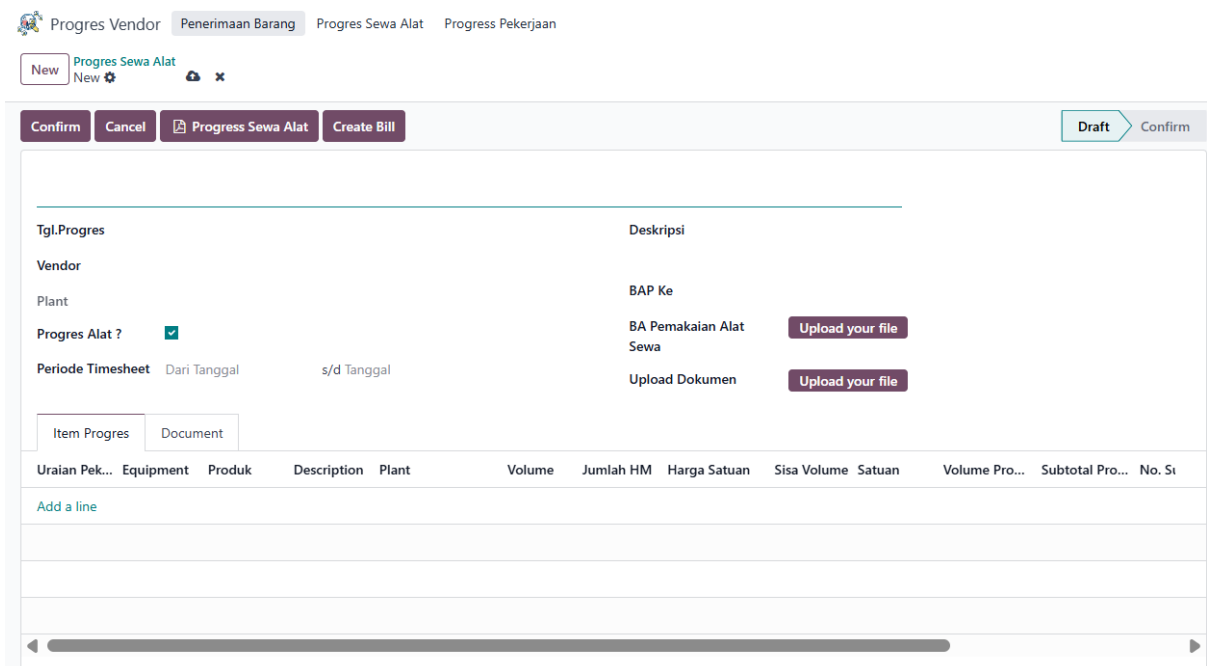 Progres Vendor Penerimaan Barang Progres Sewa Alat Progress Pekerjaan
New Progres Sewa Alat
New
Confirm Cancel Progress Sewa Alat Create Bill Draft Confirm
Tgl.Progres Deskripsi
Vendor
BAP Ke
Plant
Progres Alat ? BA Pemakaian Alat Sewa Upload your file
Periode Timesheet Dari Tanggal s/d Tanggal
Upload Dokumen Upload your file
Item Progres Document
Uraian Pek... Equipment Produk Description Plant Volume Jumlah HM Harga Satuan Sisa Volume Satuan Volume Pro... Subtotal Pro... No. Su
Add a line